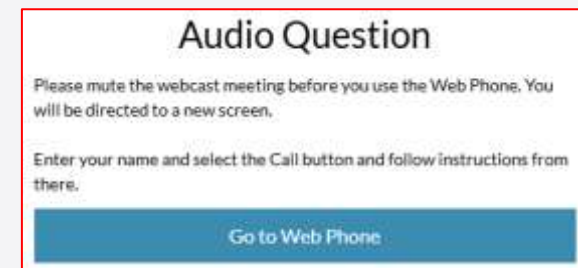 Audio Question
Please mute the webcast meeting before you use the Web Phone. You
will be directed to a new screen.
Enter your name and select the Call button and follow instructions from
there.
Go to Web Phone